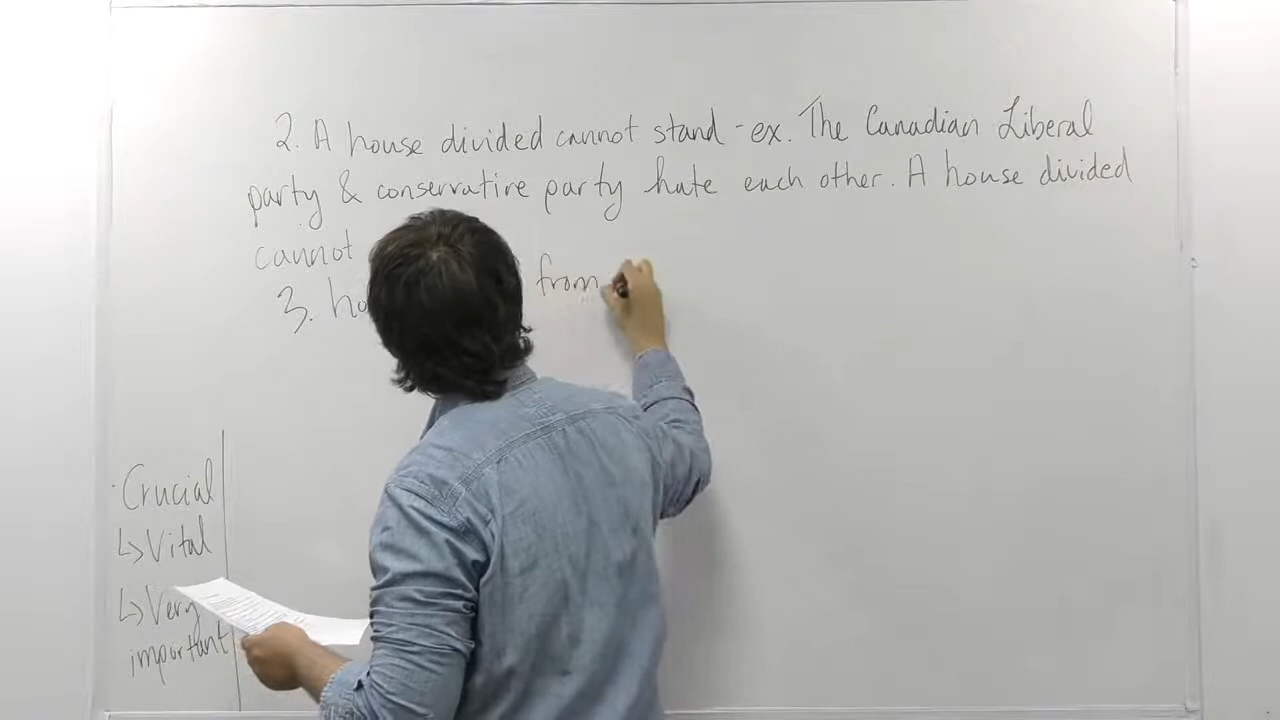 2. A house divided cannot stand - ex. The Canadian Liberal
party & conservative party hate each other. A house divided
cannot
3. from
· Crucial
↳ Vital
↳ Very
important